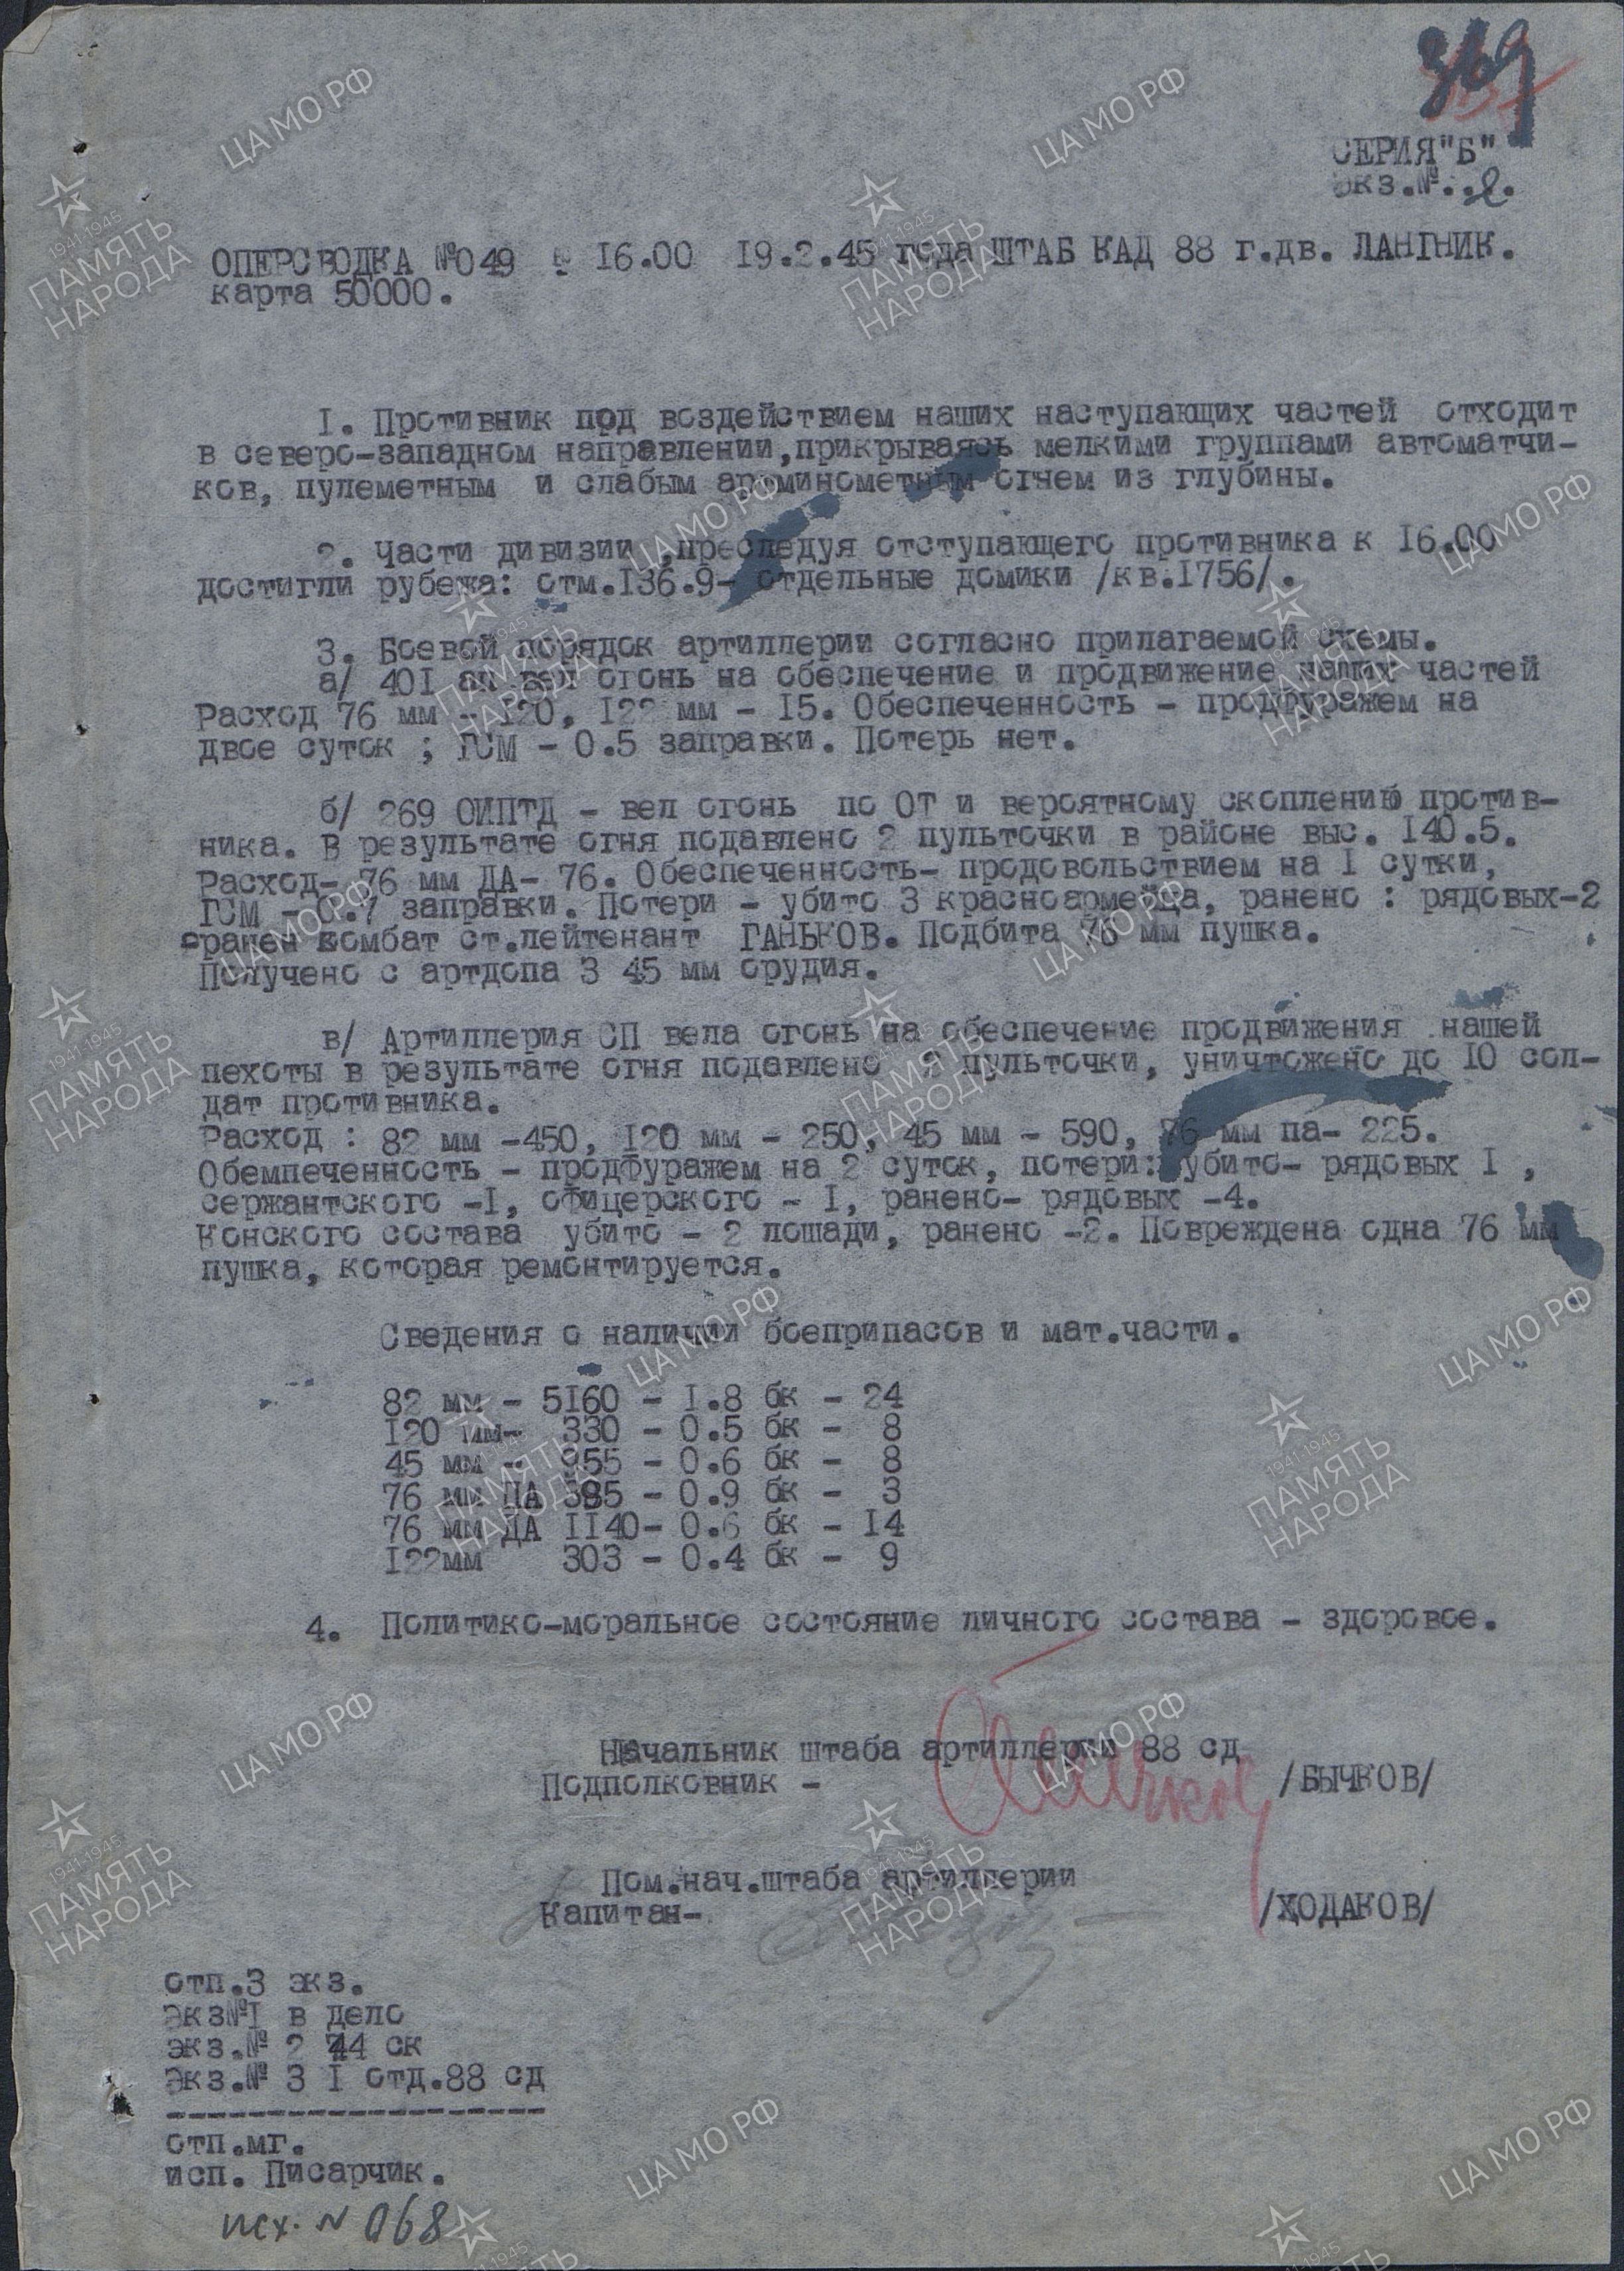 369
СЕРИЯ"Б"
Экз.№..2.
ОПЕРСВОДКА №049 к 16.00 19.2.45 года ШТАБ КАД 88 г.дв. ЛАНГНИК.
карта 50000.
I. Противник под воздействием наших наступающих частей отходит
в северо-западном направлении,прикрываясь мелкими группами автоматчи-
ков, пулеметным и слабым артминометным огнем из глубины.
2. Части дивизии ,преследуя отступающего противника к 16.00
достигли рубежа: отм.136.9- отдельные домики /кв.1756/.
3. Боевой порядок артиллерии согласно прилагаемой схемы.
а/ 401 ап вел огонь на обеспечение и продвижение наших частей
Расход 76 мм - 120, 122 мм - 15. Обеспеченность - продфуражем на
двое суток ; ГСМ - 0.5 заправки. Потерь нет.
б/ 269 ОИПТД - вел огонь по ОТ и вероятному скоплению против-
ника. В результате огня подавлено 2 пульточки в районе выс. 140.5.
Расход- 76 мм ДА- 76. Обеспеченность- продовольствием на I сутки,
ГСМ - 0.7 заправки. Потери - убито 3 красноармейца, ранено : рядовых-2
-ранен комбат ст.лейтенант ГАНЬКОВ. Подбита 76 мм пушка.
Получено с артдопа 3 45 мм орудия.
в/ Артиллерия СП вела огонь на обеспечение продвижения нашей
пехоты в результате огня подавлено пульточки, уничтожено до 10 сол-
дат противника.
Расход : 82 мм -450, 120 мм - 250, 45 мм - 590, 76 мм па- 225.
Обемпеченность - продфуражем на 2 суток, потери: убито- рядовых I ,
сержантского -I, офицерского - I, ранено- рядовых -4.
Конского состава убито - 2 лошади, ранено -2. Повреждена одна 76 мм
пушка, которая ремонтируется.
Сведения о наличии боеприпасов и мат.части.
82 мм - 5160 - 1.8 бк - 24
120 мм- 330 - 0.5 бк - 8
45 мм - 955 - 0.6 бк - 8
76 мм ПА 385 - 0.9 бк - 3
76 мм ДА 1140- 0.6 бк - 14
122мм 303 - 0.4 бк - 9
4. Политико-моральное состояние личного состава - здоровое.
Начальник штаба артиллерии 88 сд
Подполковник - Бычков /БЫЧКОВ/
Пом.нач.штаба артиллерии
Капитан- /ХОДАКОВ/
отп.3 экз.
Экз№I в дело
экз.№ 2 44 ск
Экз.№ 3 I отд.88 сд
отп.мг.
исп. Писарчик.
исх. № 068